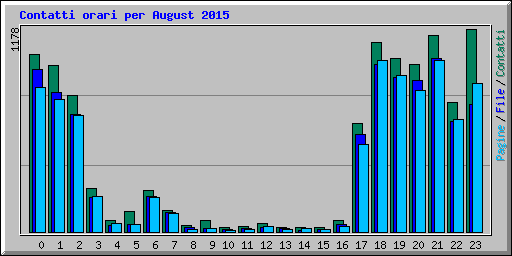 Contatti orari per August 2015
1178
Pagine / File / Contatti
0 1 2 3 4 5 6 7 8 9 10 11 12 13 14 15 16 17 18 19 20 21 22 23